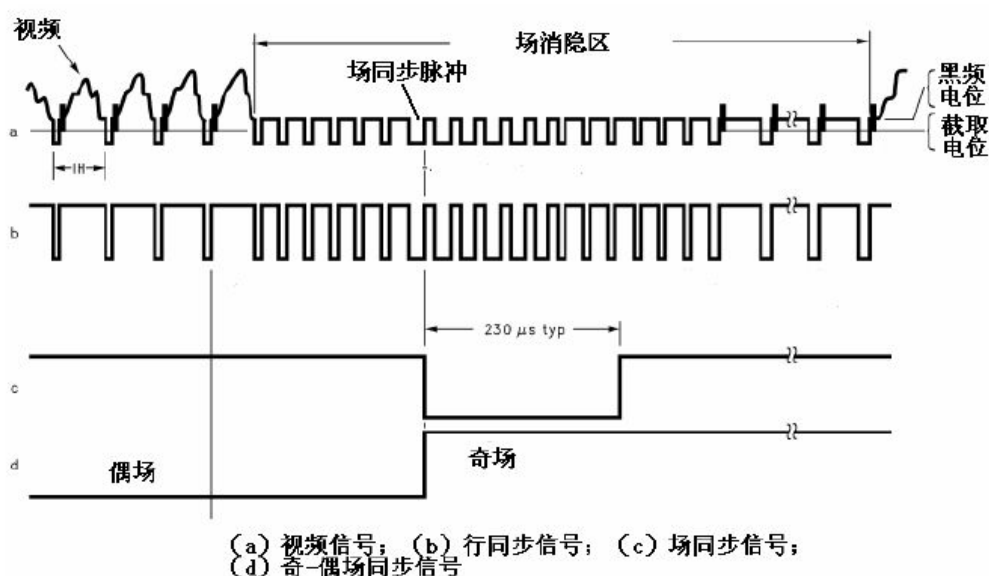 视频
场消隐区
场同步脉冲
黑频
电位
截取
电位
a
1H
b
230 μs typ
c
d
偶场
奇场
(a) 视频信号； (b) 行同步信号； (c) 场同步信号；
(d) 奇-偶场同步信号